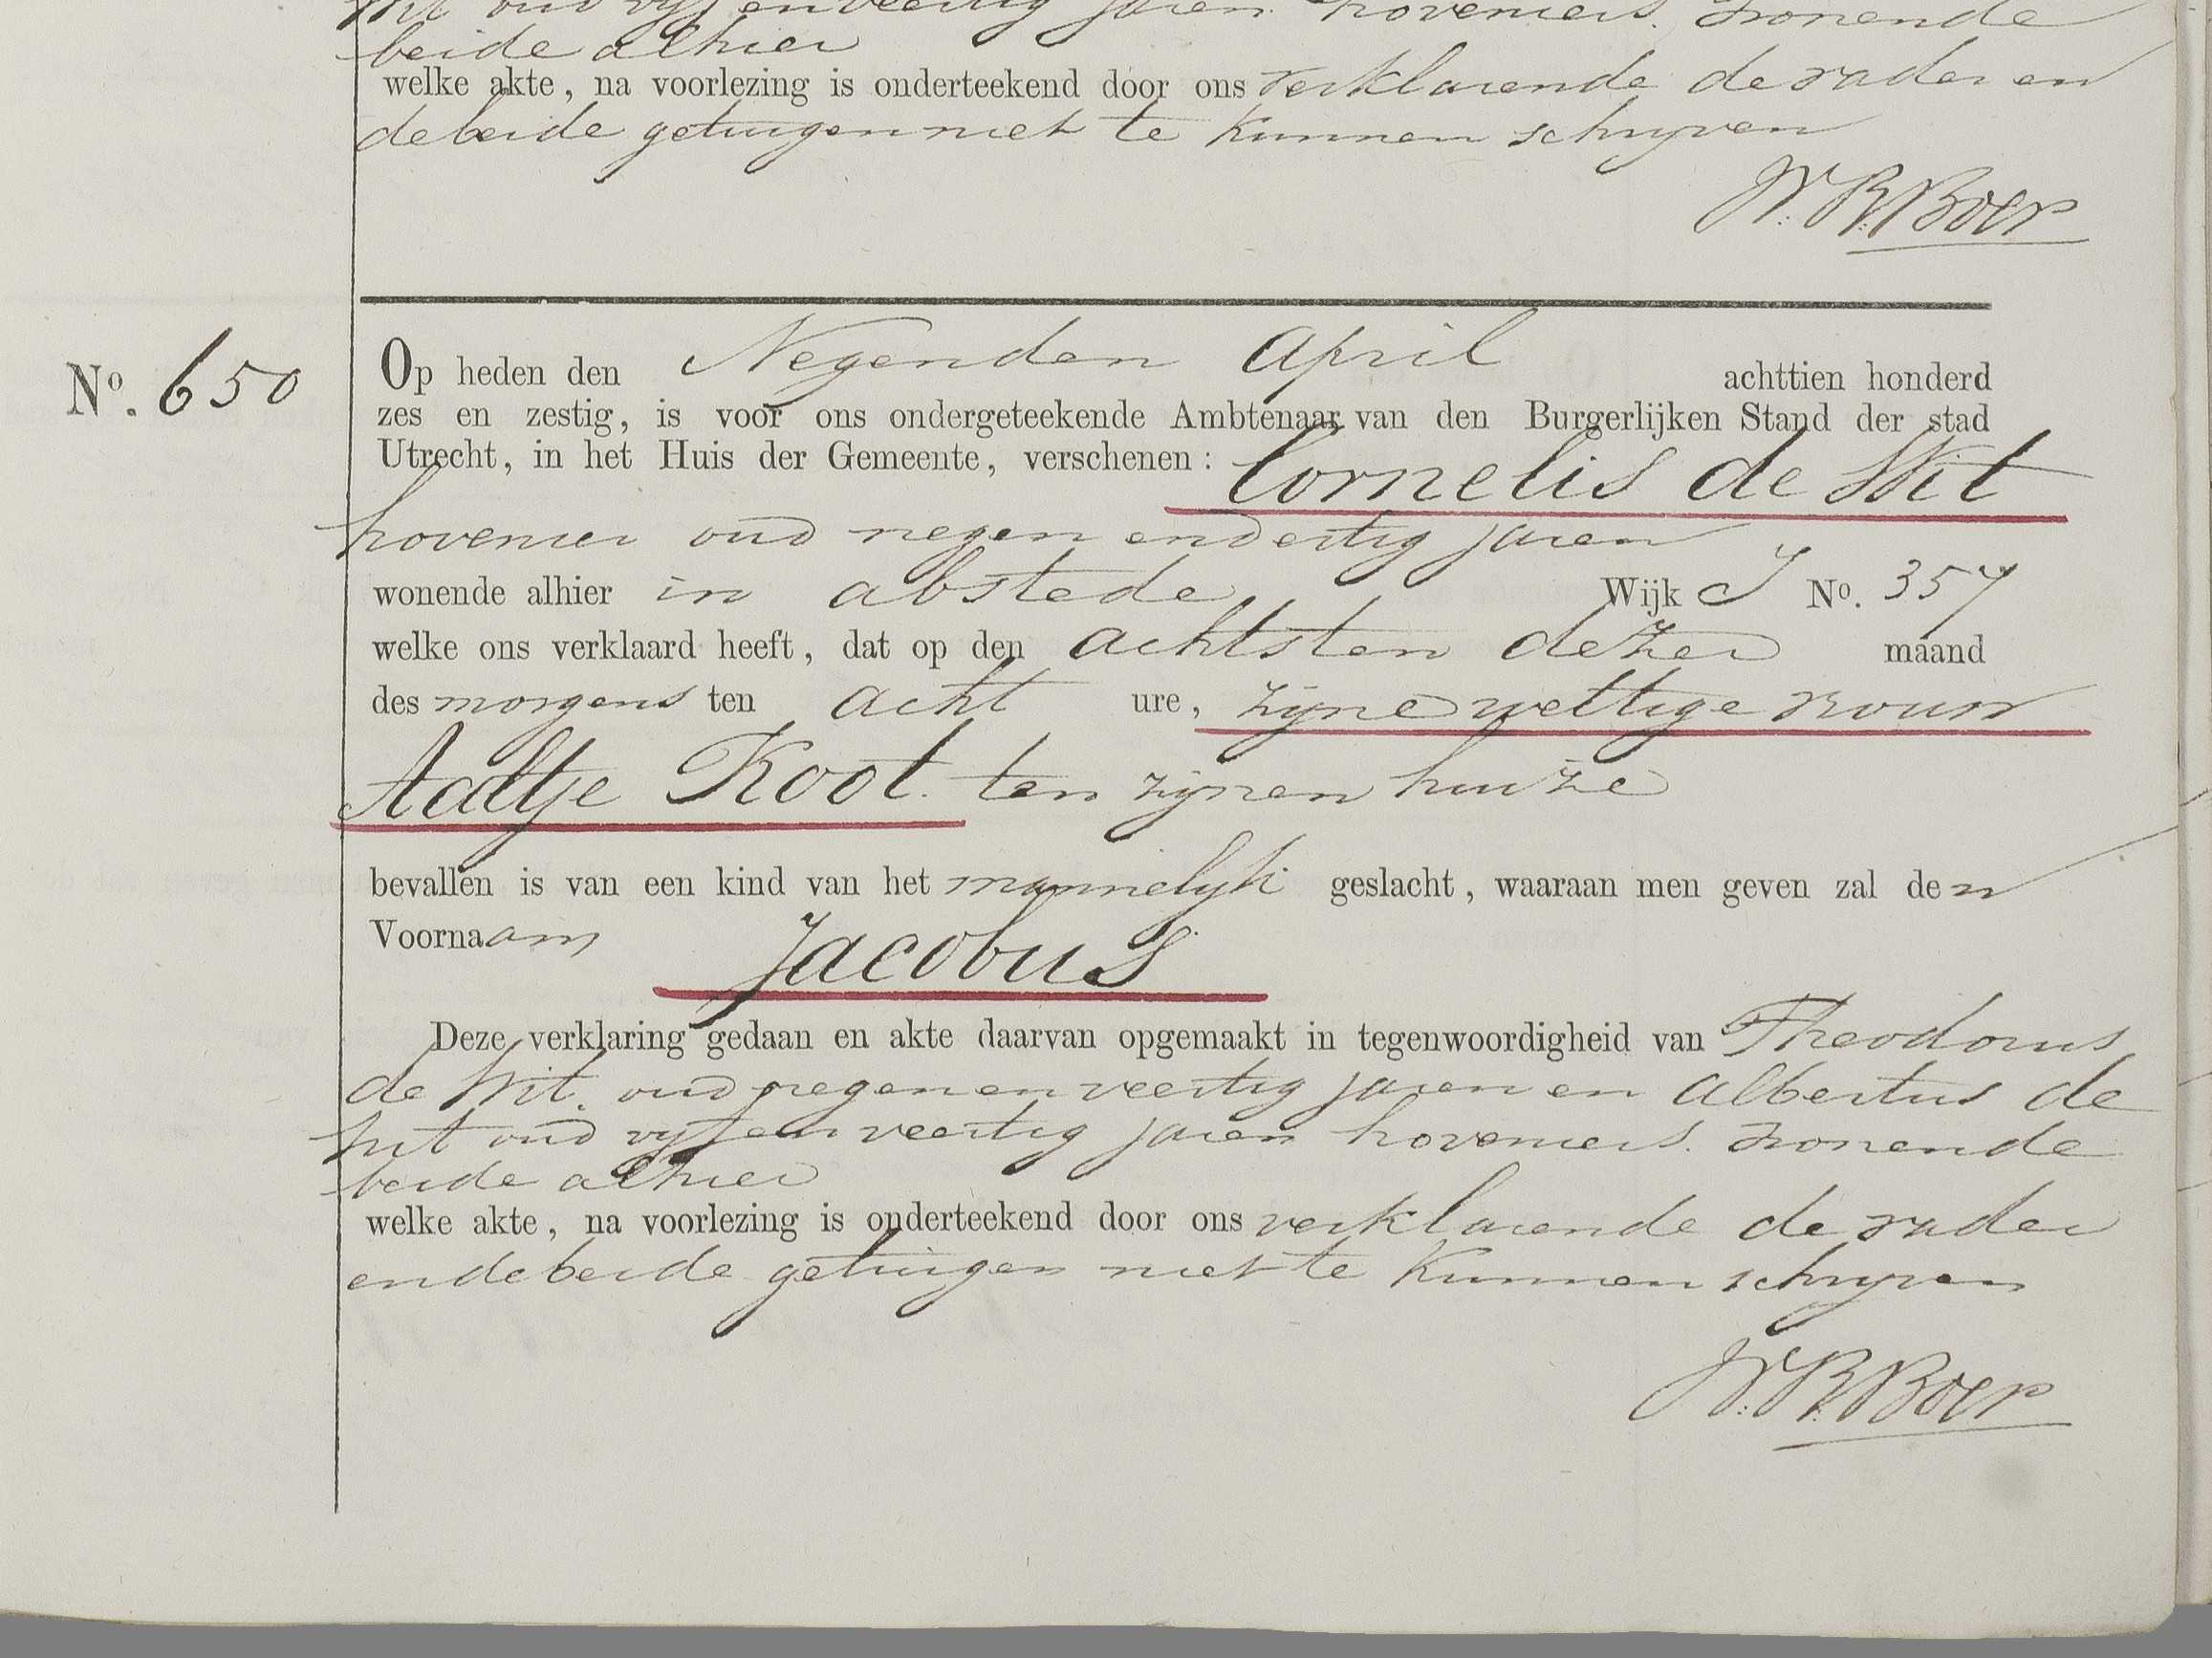 Wit oud vijf en veertig jaren hoveniers. wonende
beide alhier
welke akte, na voorlezing is onderteekend door ons verklarende de vader en
de beide getuigen niet te kunnen schrijven
W. B. Boer
No. 650
Op heden den Negenden April achttien honderd
zes en zestig, is voor ons ondergeteekende Ambtenaar van den Burgerlijken Stand der stad
Utrecht, in het Huis der Gemeente, verschenen: Cornelis de Wit
hovenier oud negen en dertig jaren
wonende alhier in abstede Wijk J No. 357
welke ons verklaard heeft, dat op den achtsten dezer maand
des morgens ten acht ure, zijne wettige vrouw
Aaltje Koot. ten zijnen huize
bevallen is van een kind van het mannelijk geslacht, waaraan men geven zal den
Voornaam Jacobus
Deze verklaring gedaan en akte daarvan opgemaakt in tegenwoordigheid van Theodorus
de Wit. oud negen en veertig jaren en Albertus de
Wit oud vijf en veertig jaren hoveniers. wonende
beide alhier
welke akte, na voorlezing is onderteekend door ons verklarende de vader
en de beide getuigen niet te kunnen schrijven
W. B. Boer